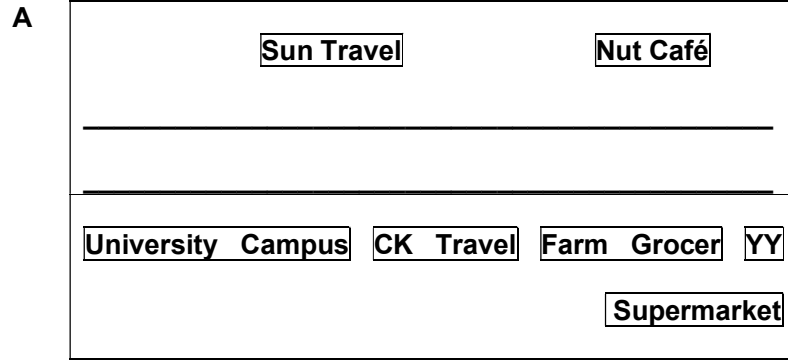 A
Sun Travel Nut Café
University Campus CK Travel Farm Grocer YY
Supermarket